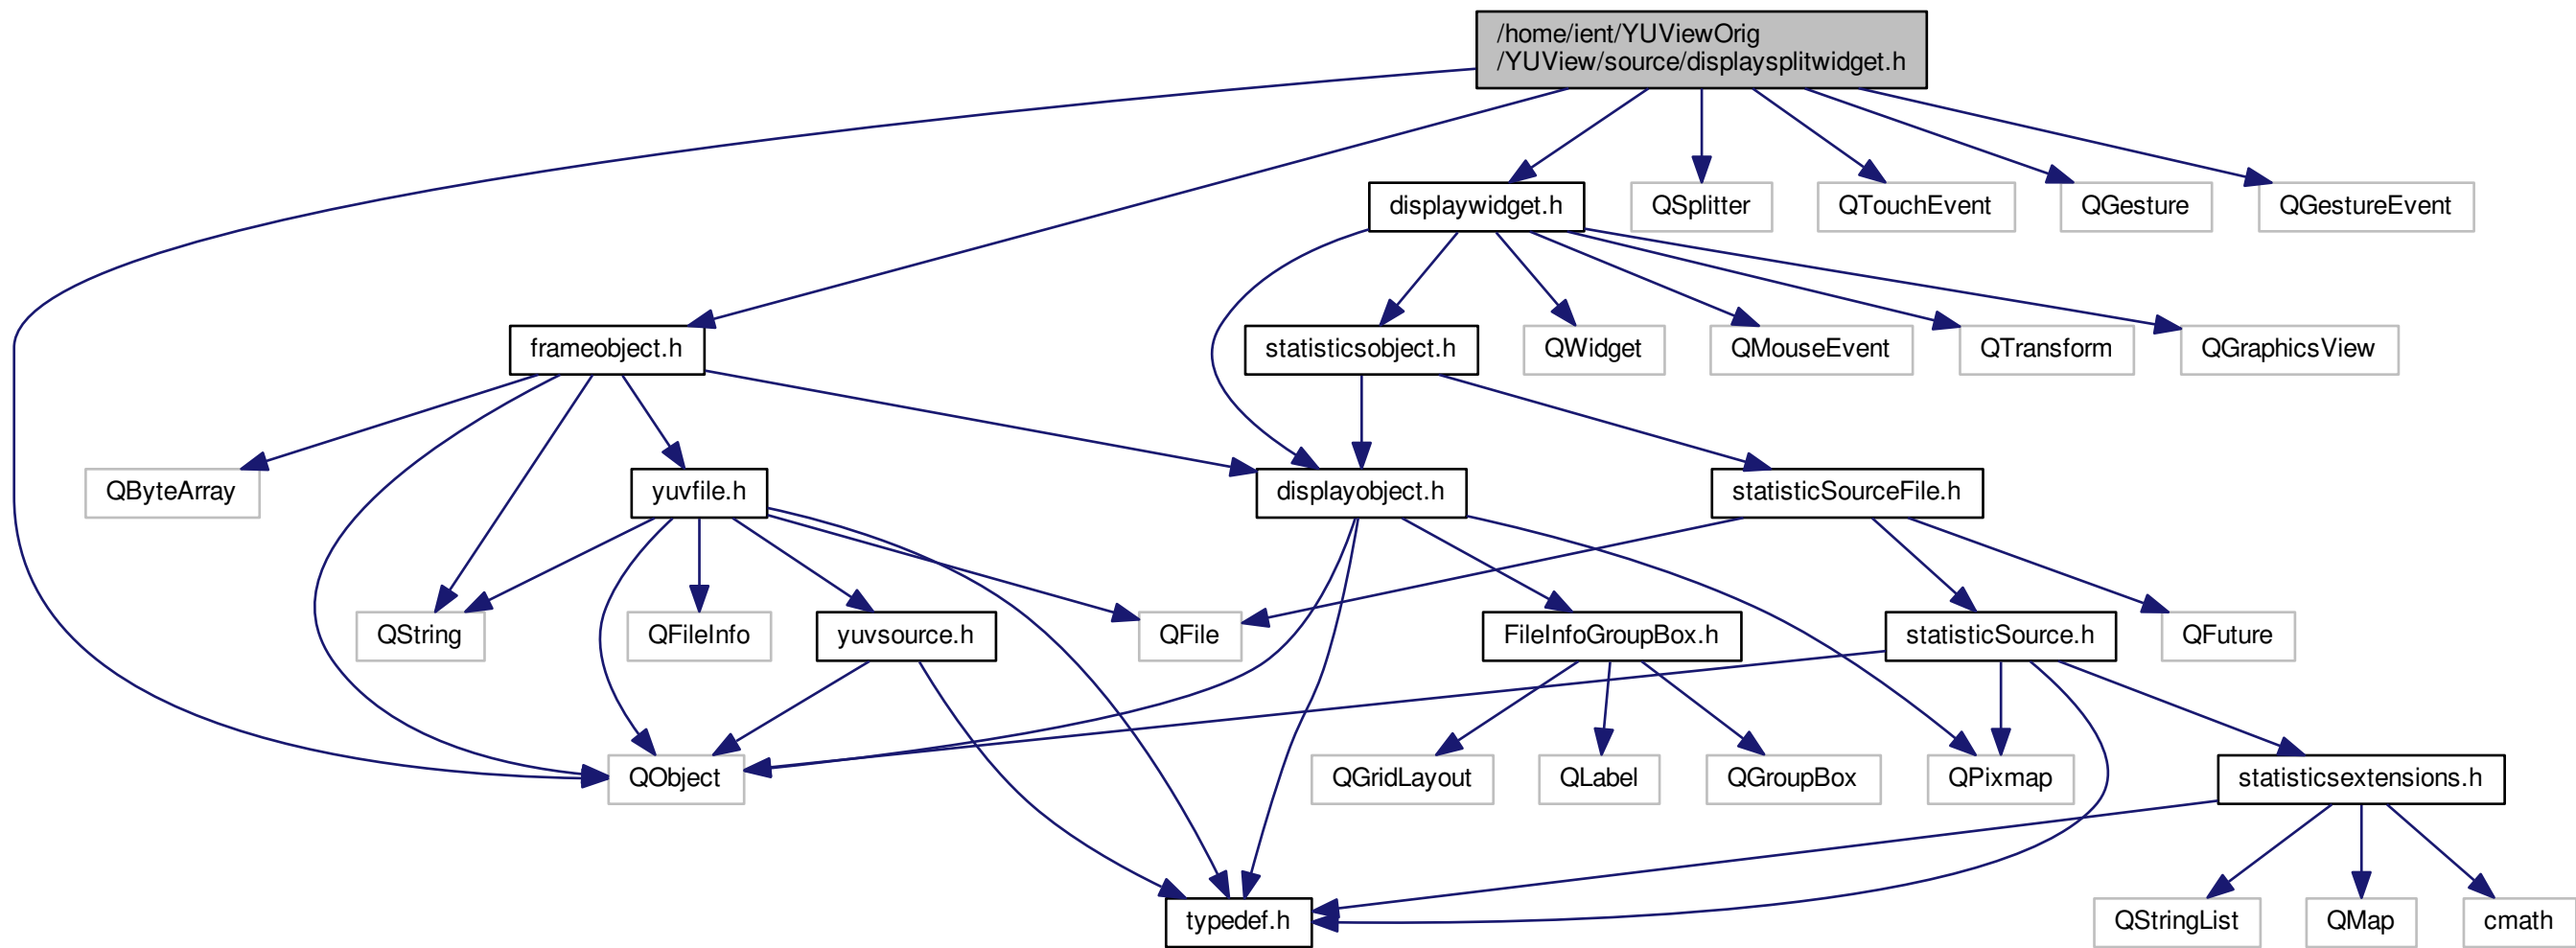 /home/ient/YUViewOrig
/YUView/source/displaysplitwidget.h
displaywidget.h
QSplitter
QTouchEvent
QGesture
QGestureEvent
frameobject.h
statisticsobject.h
QWidget
QMouseEvent
QTransform
QGraphicsView
QByteArray
yuvfile.h
displayobject.h
statisticSourceFile.h
QString
QFileInfo
yuvsource.h
QFile
FileInfoGroupBox.h
statisticSource.h
QFuture
QObject
QGridLayout
QLabel
QGroupBox
QPixmap
statisticsextensions.h
typedef.h
QStringList
QMap
cmath